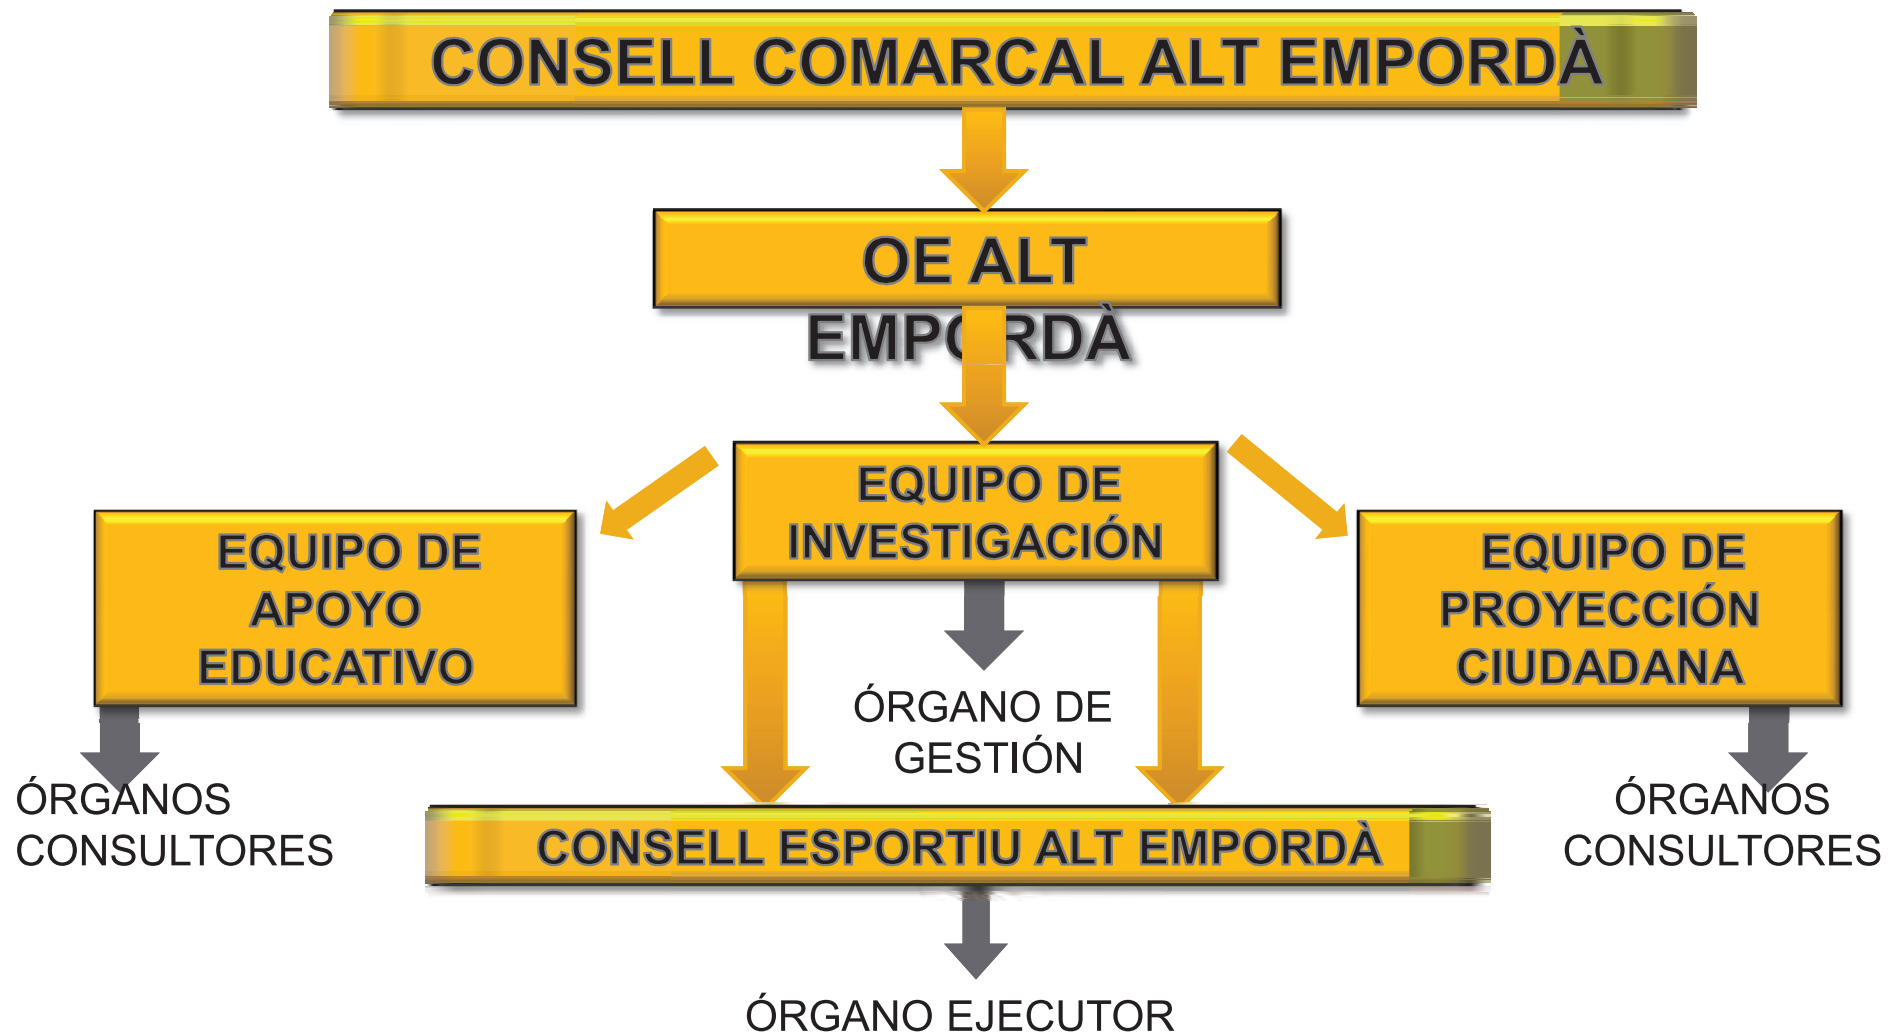 CONSELL COMARCAL ALT EMPORDÀ
OE ALT
EMPORDÀ
EQUIPO DE
INVESTIGACIÓN
EQUIPO DE
APOYO
EDUCATIVO
EQUIPO DE
PROYECCIÓN
CIUDADANA
ÓRGANO DE
GESTIÓN
ÓRGANOS
CONSULTORES
ÓRGANOS
CONSULTORES
CONSELL ESPORTIU ALT EMPORDÀ
ÓRGANO EJECUTOR